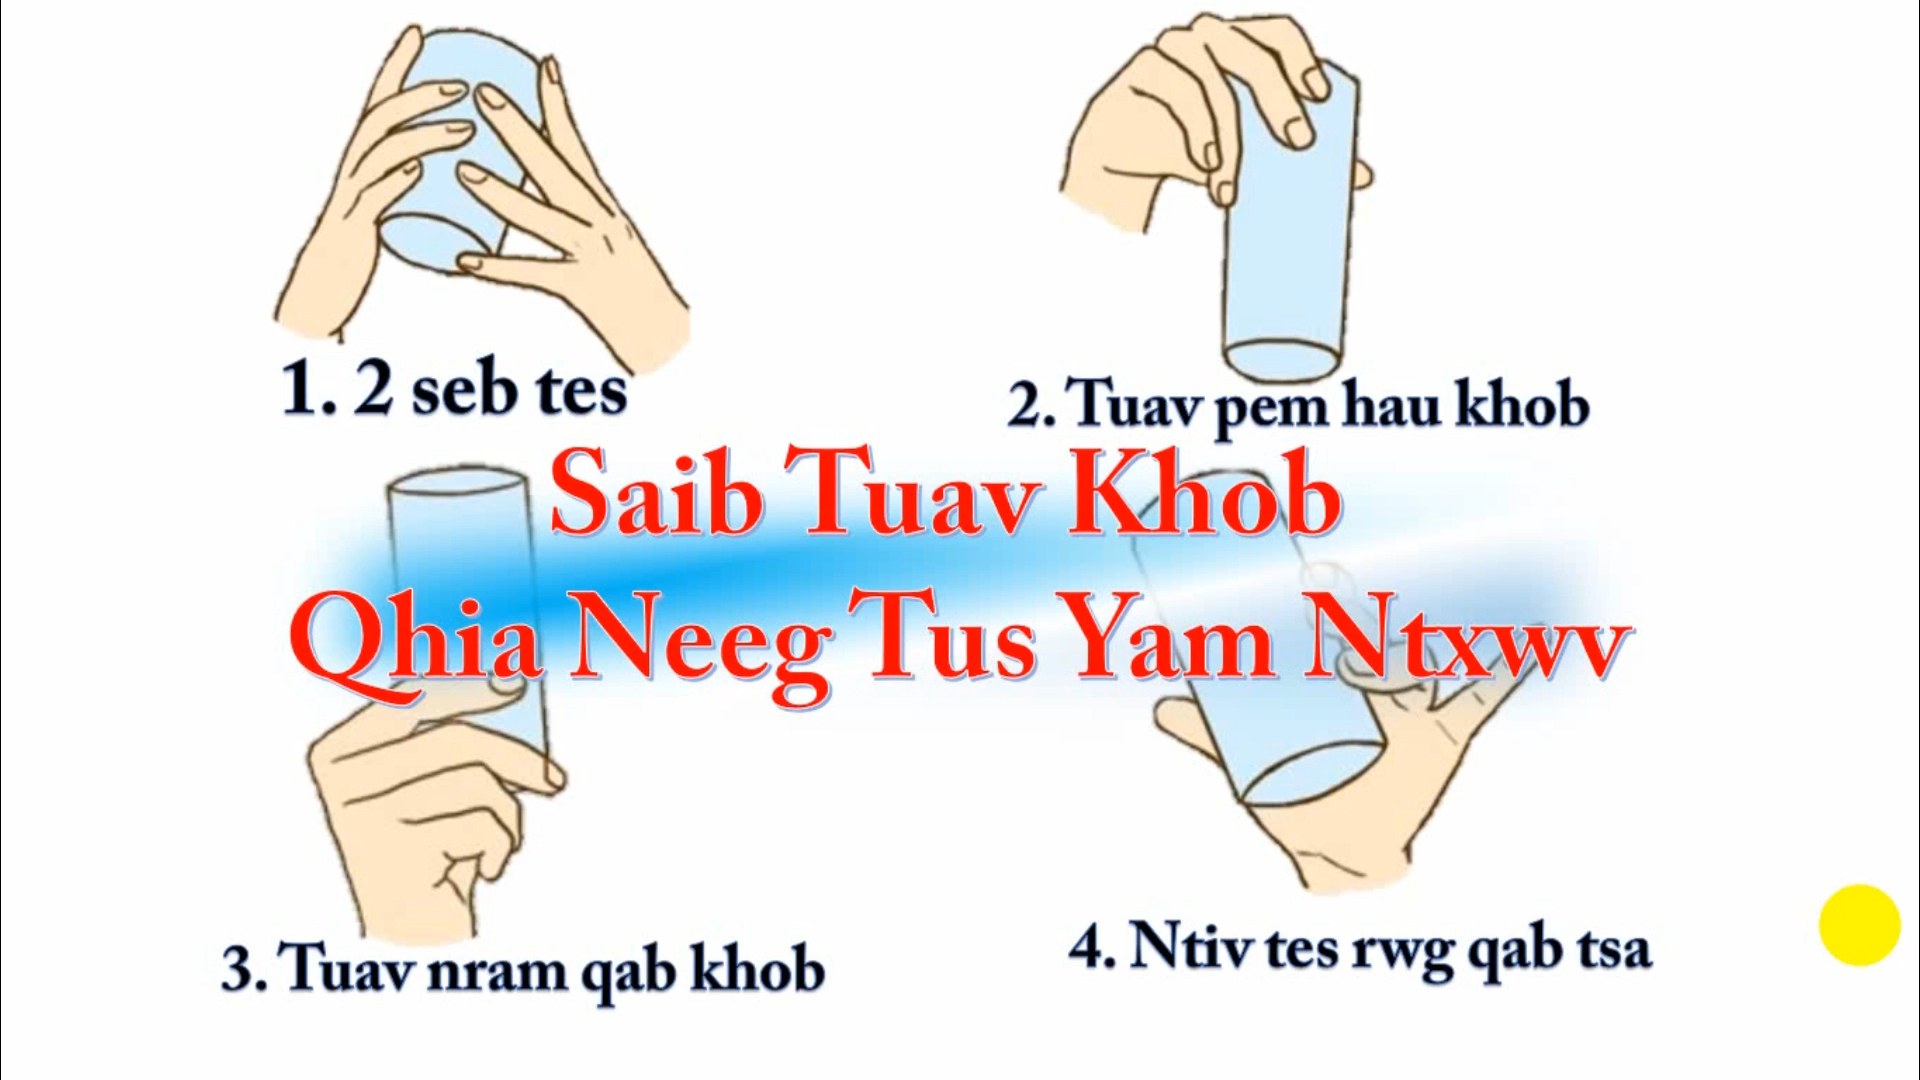 1. 2 seb tes
2. Tuav pem hau khob
Saib Tuav Khob
Qhia Neeg Tus Yam Ntxwv
3. Tuav nram qab khob
4. Ntiv tes rwg qab tsa